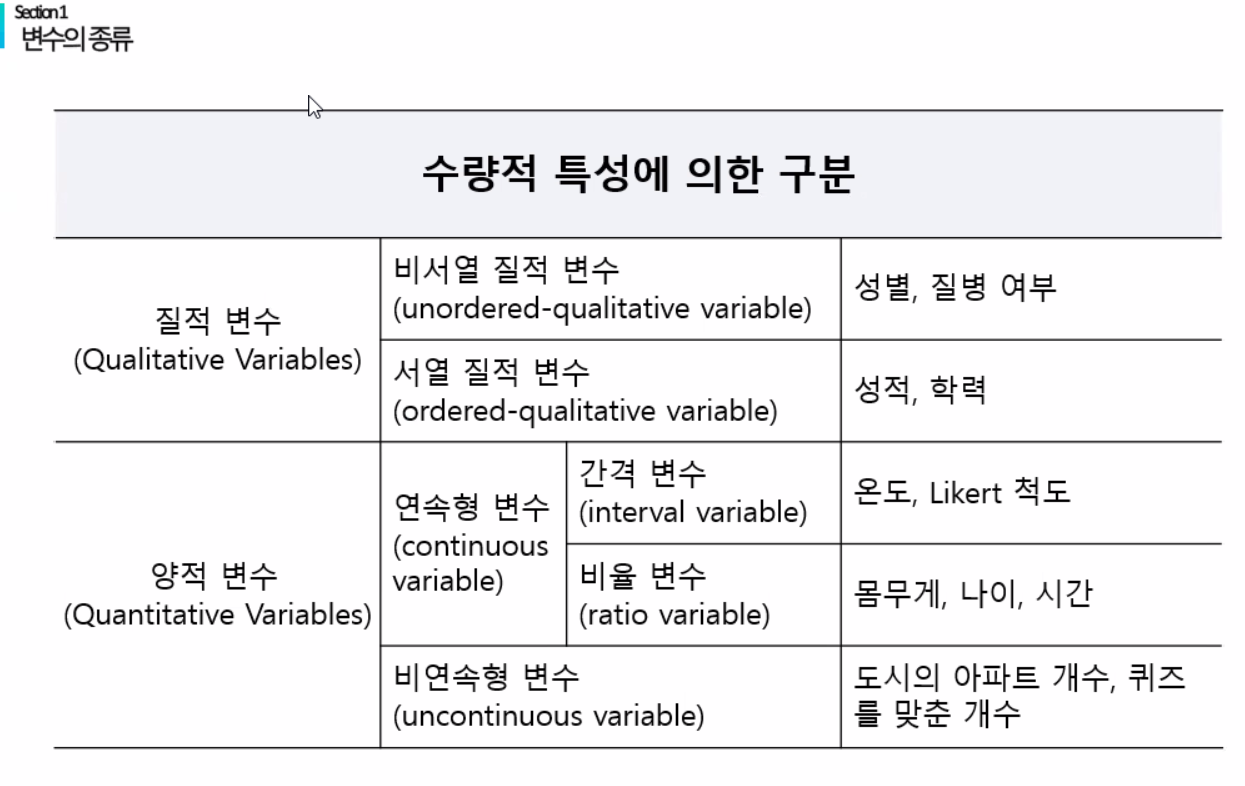 Section 1
변수의 종류
수량적 특성에 의한 구분
질적 변수
(Qualitative Variables)
비서열 질적 변수
(unordered-qualitative variable)
성별, 질병 여부
서열 질적 변수
(ordered-qualitative variable)
성적, 학력
양적 변수
(Quantitative Variables)
연속형 변수
(continuous
variable)
간격 변수
(interval variable)
온도, Likert 척도
비율 변수
(ratio variable)
몸무게, 나이, 시간
비연속형 변수
(uncontinuous variable)
도시의 아파트 개수, 퀴즈
를 맞춘 개수